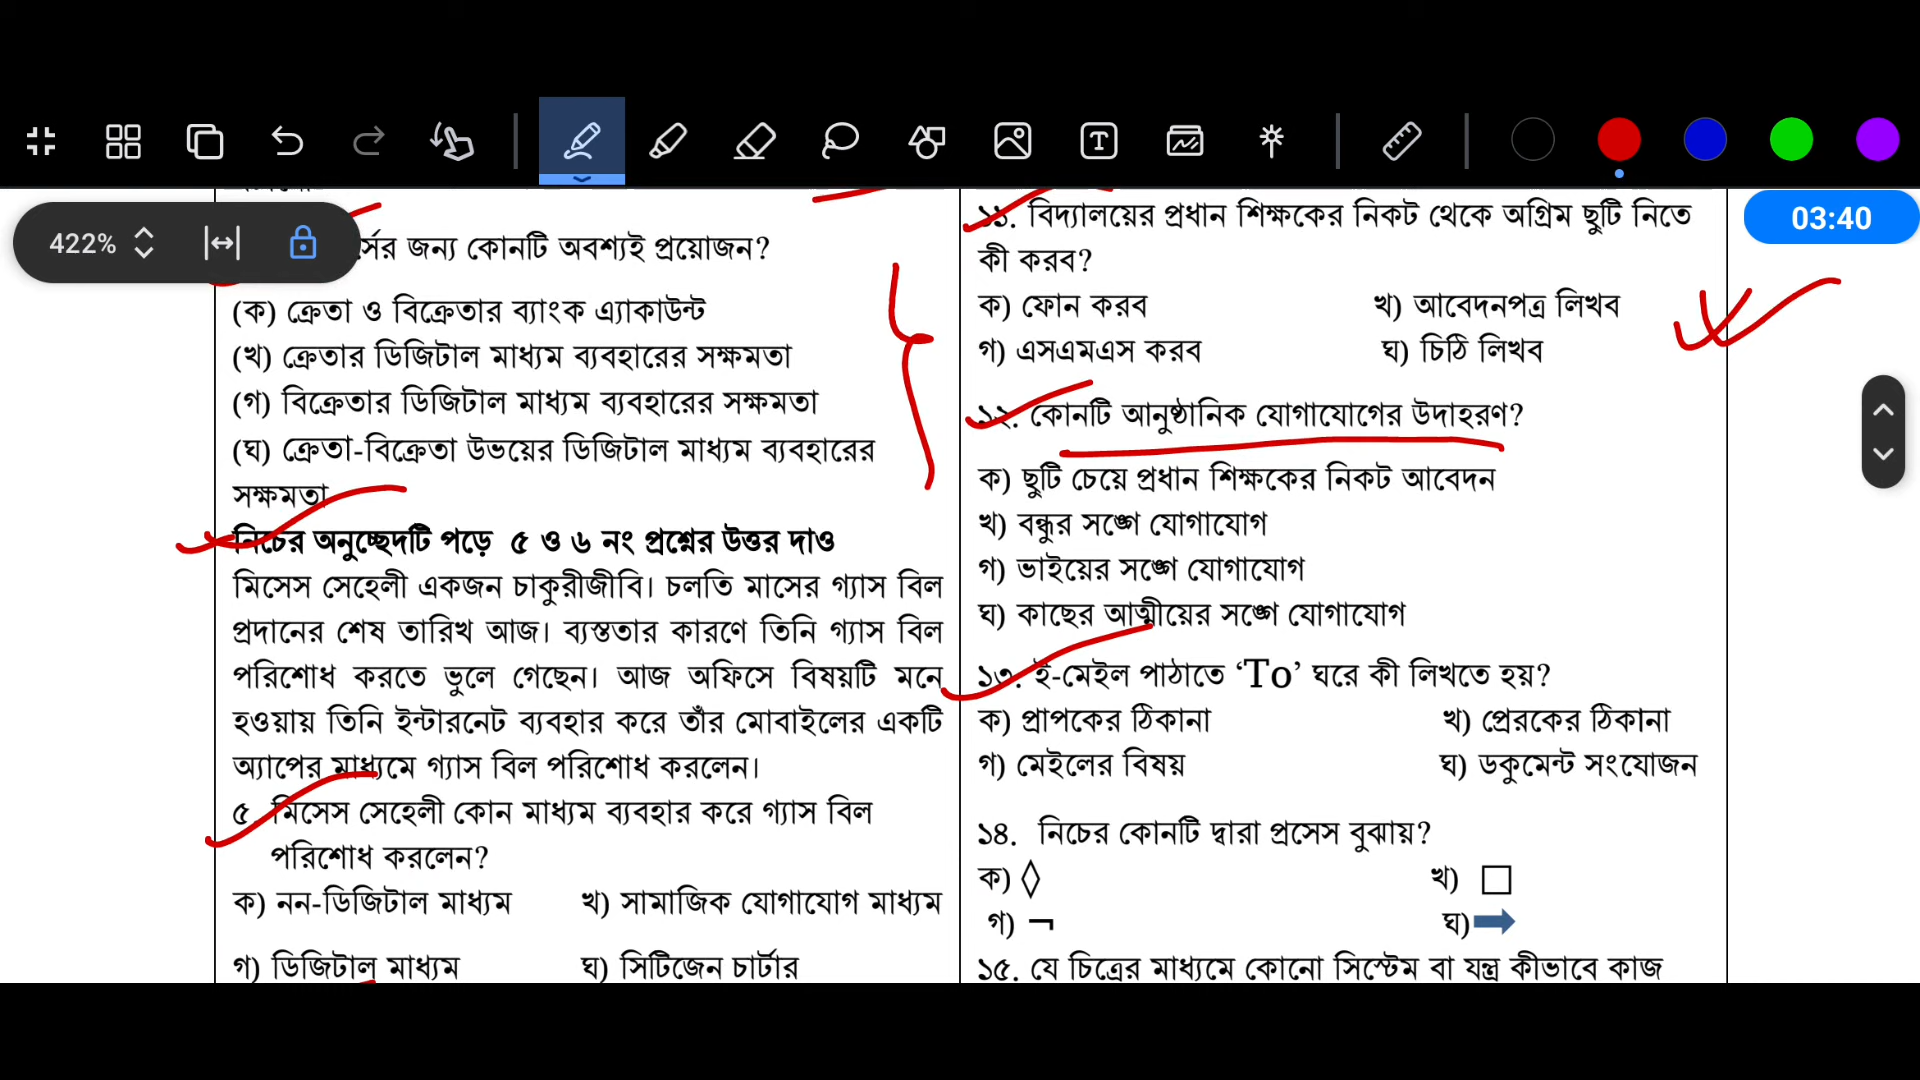 422%
03:40
র্সের জন্য কোনটি অবশ্যই প্রয়োজন?
(ক) ক্রেতা ও বিক্রেতার ব্যাংক এ্যাকাউন্ট
(খ) ক্রেতার ডিজিটাল মাধ্যম ব্যবহারের সক্ষমতা
(গ) বিক্রেতার ডিজিটাল মাধ্যম ব্যবহারের সক্ষমতা
(ঘ) ক্রেতা-বিক্রেতা উভয়ের ডিজিটাল মাধ্যম ব্যবহারের
সক্ষমতা
নিচের অনুচ্ছেদটি পড়ে ৫ ও ৬ নং প্রশ্নের উত্তর দাও
মিসেস সেহেলী একজন চাকুরীজীবি। চলতি মাসের গ্যাস বিল
প্রদানের শেষ তারিখ আজ। ব্যস্ততার কারণে তিনি গ্যাস বিল
পরিশোধ করতে ভুলে গেছেন। আজ অফিসে বিষয়টি মনে
হওয়ায় তিনি ইন্টারনেট ব্যবহার করে তাঁর মোবাইলের একটি
অ্যাপের মাধ্যমে গ্যাস বিল পরিশোধ করলেন।
৫. মিসেস সেহেলী কোন মাধ্যম ব্যবহার করে গ্যাস বিল
পরিশোধ করলেন?
ক) নন-ডিজিটাল মাধ্যম খ) সামাজিক যোগাযোগ মাধ্যম
গ) ডিজিটাল মাধ্যম ঘ) সিটিজেন চার্টার
১১. বিদ্যালয়ের প্রধান শিক্ষকের নিকট থেকে অগ্রিম ছুটি নিতে
কী করব?
ক) ফোন করব খ) আবেদনপত্র লিখব
গ) এসএমএস করব ঘ) চিঠি লিখব
১২. কোনটি আনুষ্ঠানিক যোগাযোগের উদাহরণ?
ক) ছুটি চেয়ে প্রধান শিক্ষকের নিকট আবেদন
খ) বন্ধুর সঙ্গে যোগাযোগ
গ) ভাইয়ের সঙ্গে যোগাযোগ
ঘ) কাছের আত্মীয়ের সঙ্গে যোগাযোগ
১৩. ই-মেইল পাঠাতে ‘To’ ঘরে কী লিখতে হয়?
ক) প্রাপকের ঠিকানা খ) প্রেরকের ঠিকানা
গ) মেইলের বিষয় ঘ) ডকুমেন্ট সংযোজন
১৪. নিচের কোনটি দ্বারা প্রসেস বুঝায়?
ক) ◊ খ) □
গ) ¬ ঘ) ➡
১৫. যে চিত্রের মাধ্যমে কোনো সিস্টেম বা যন্ত্র কীভাবে কাজ